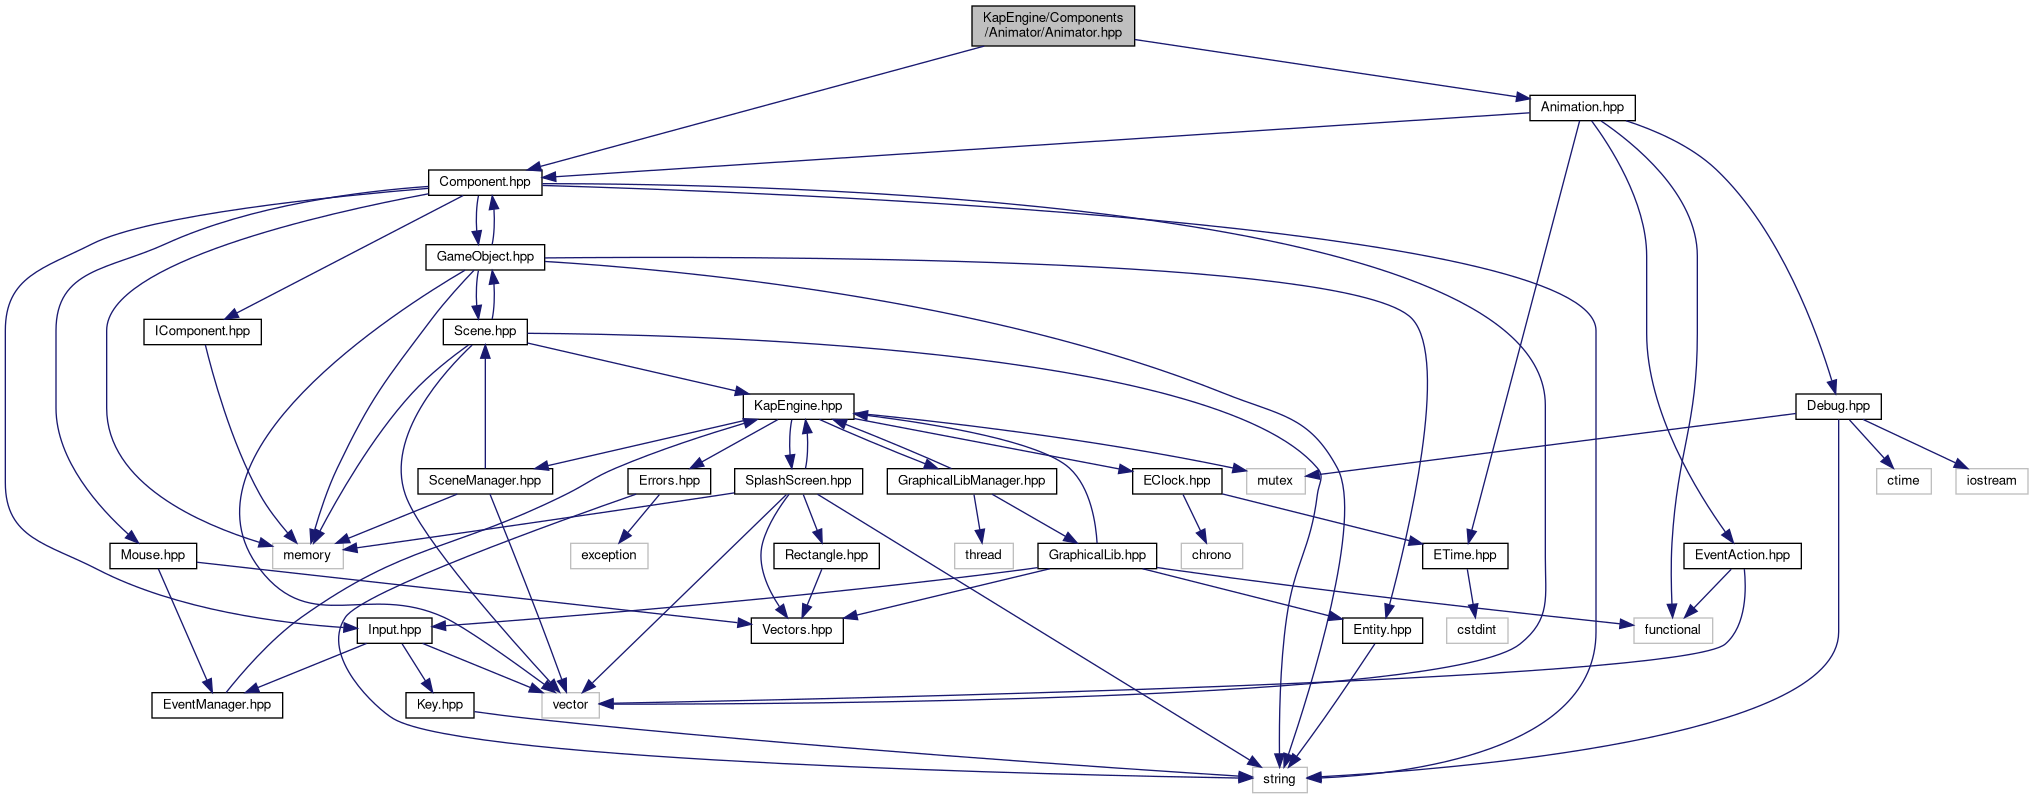 KapEngine/Components
/Animator/Animator.hpp
Animation.hpp
Component.hpp
GameObject.hpp
IComponent.hpp
Scene.hpp
KapEngine.hpp
Debug.hpp
SceneManager.hpp
Errors.hpp
SplashScreen.hpp
GraphicalLibManager.hpp
EClock.hpp
mutex
ctime
iostream
Mouse.hpp
memory
exception
Rectangle.hpp
thread
GraphicalLib.hpp
chrono
ETime.hpp
EventAction.hpp
Input.hpp
Vectors.hpp
Entity.hpp
cstdint
functional
EventManager.hpp
Key.hpp
vector
string